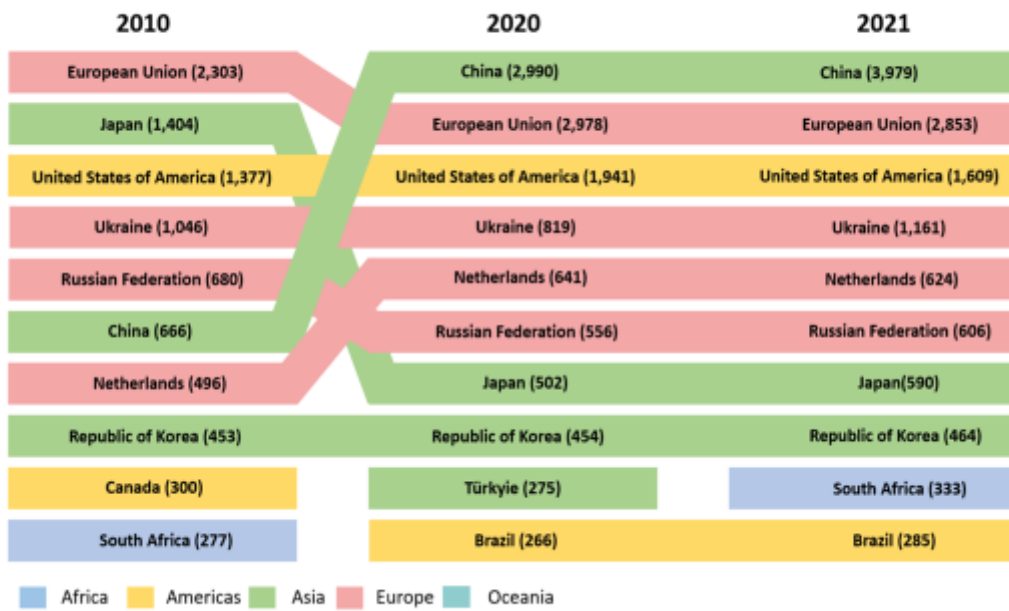 2010 2020 2021
European Union (2,303) China (2,990) China (3,979)
Japan (1,404) European Union (2,978) European Union (2,853)
United States of America (1,377) United States of America (1,941) United States of America (1,609)
Ukraine (1,046) Ukraine (819) Ukraine (1,161)
Russian Federation (680) Netherlands (641) Netherlands (624)
China (666) Russian Federation (556) Russian Federation (606)
Netherlands (496) Japan (502) Japan(590)
Republic of Korea (453) Republic of Korea (454) Republic of Korea (464)
Canada (300) Türkyie (275) South Africa (333)
South Africa (277) Brazil (266) Brazil (285)
Africa Americas Asia Europe Oceania